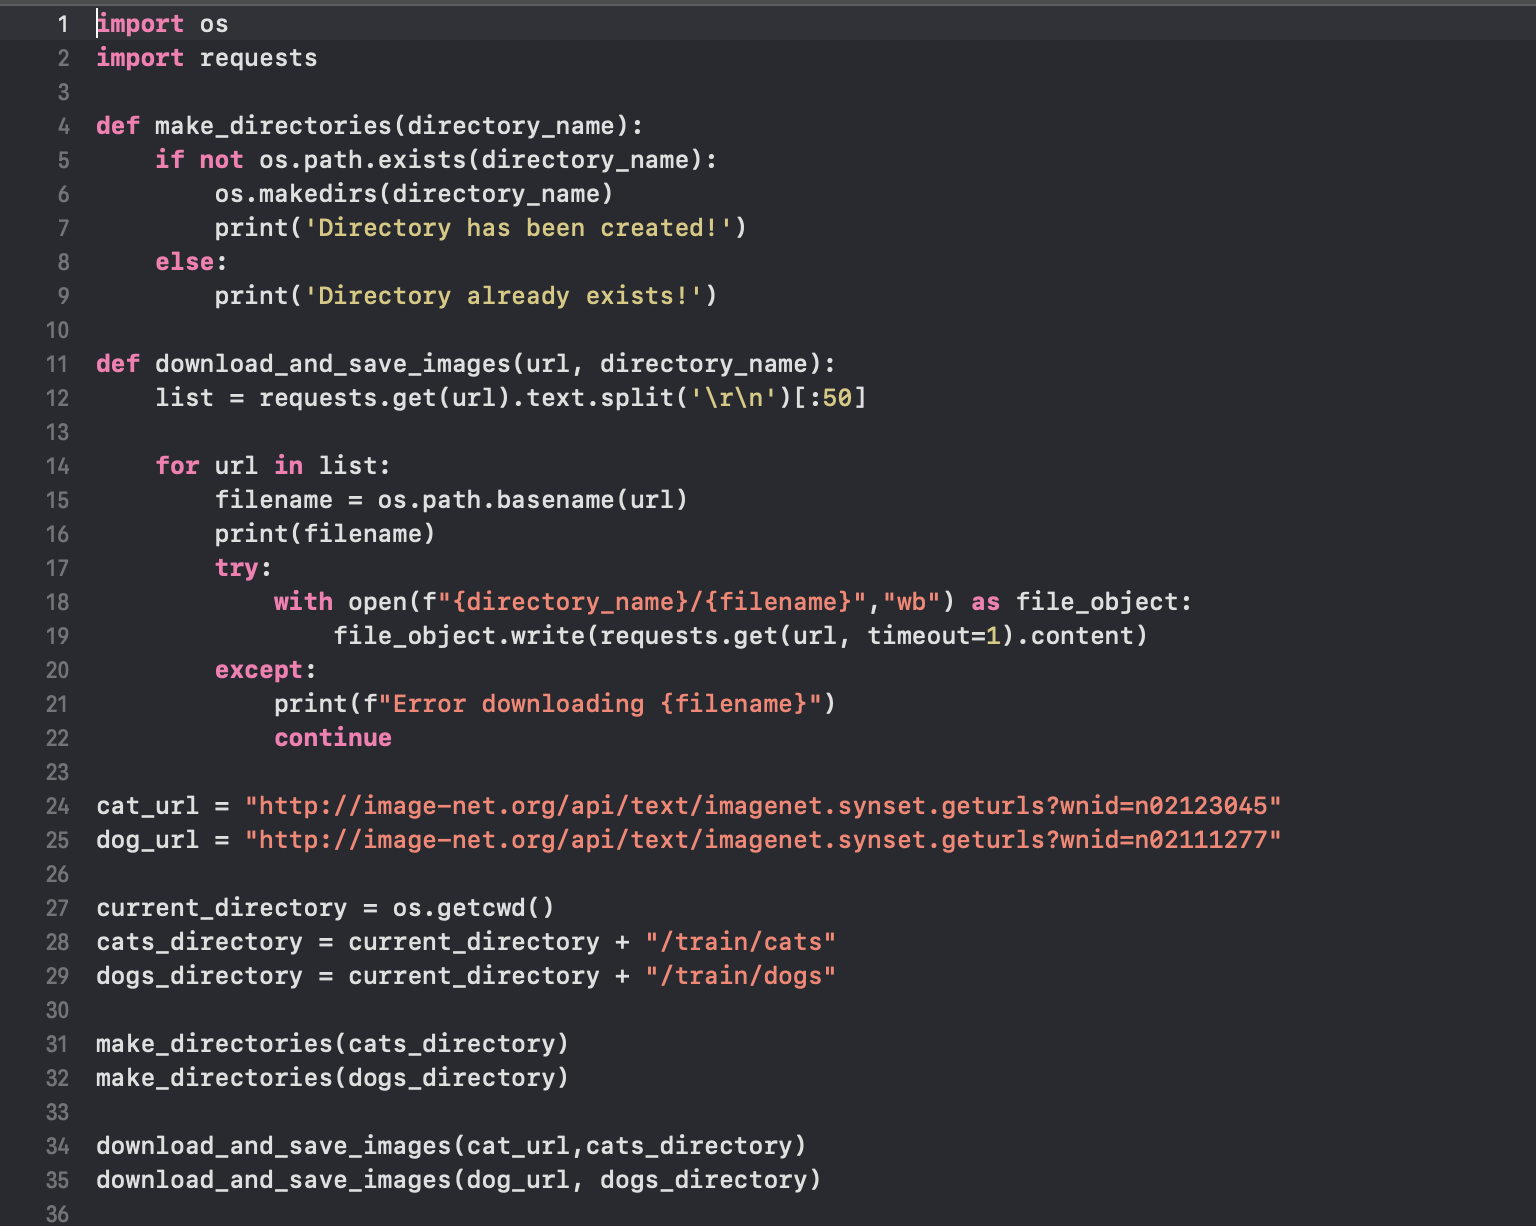 1 import os
2 import requests
3
4 def make_directories(directory_name):
5     if not os.path.exists(directory_name):
6         os.makedirs(directory_name)
7         print('Directory has been created!')
8     else:
9         print('Directory already exists!')
10
11 def download_and_save_images(url, directory_name):
12     list = requests.get(url).text.split('\r\n')[:50]
13
14     for url in list:
15         filename = os.path.basename(url)
16         print(filename)
17         try:
18             with open(f"{directory_name}/{filename}","wb") as file_object:
19                 file_object.write(requests.get(url, timeout=1).content)
20         except:
21             print(f"Error downloading {filename}")
22             continue
23
24 cat_url = "http://image-net.org/api/text/imagenet.synset.geturls?wnid=n02123045"
25 dog_url = "http://image-net.org/api/text/imagenet.synset.geturls?wnid=n02111277"
26
27 current_directory = os.getcwd()
28 cats_directory = current_directory + "/train/cats"
29 dogs_directory = current_directory + "/train/dogs"
30
31 make_directories(cats_directory)
32 make_directories(dogs_directory)
33
34 download_and_save_images(cat_url,cats_directory)
35 download_and_save_images(dog_url, dogs_directory)
36